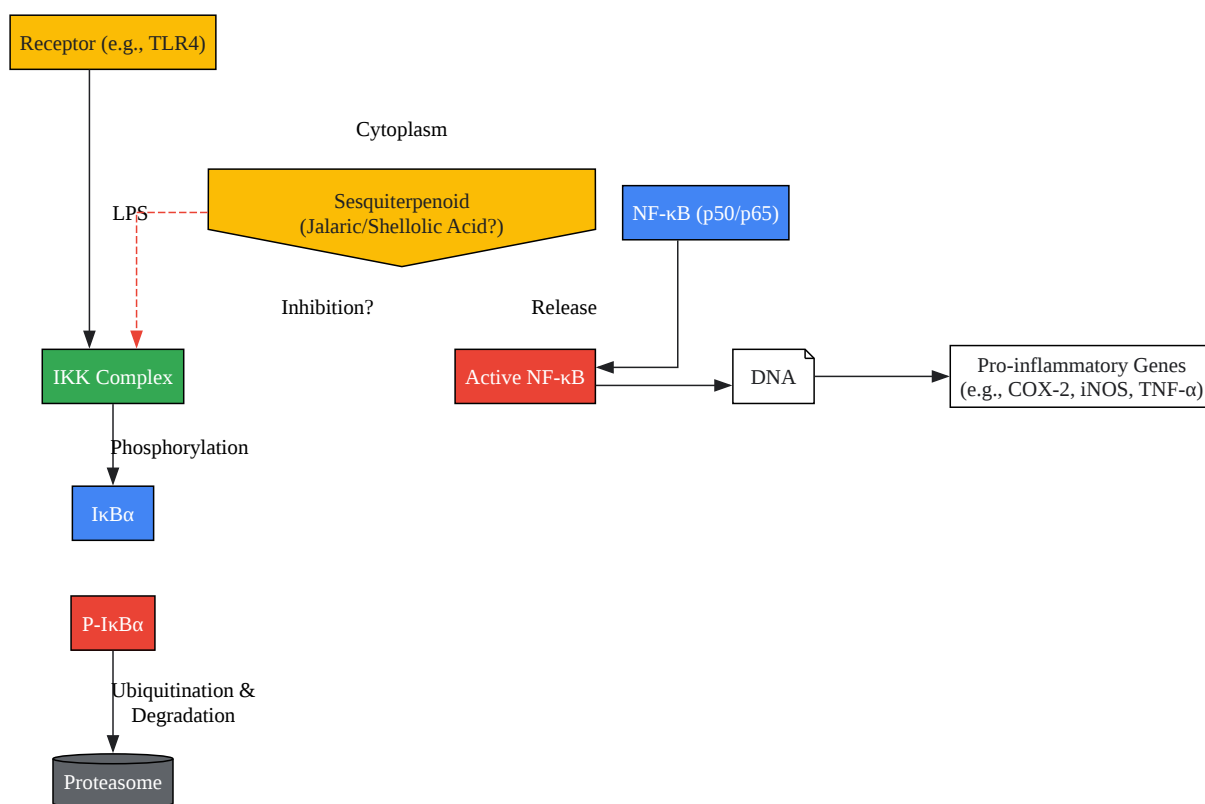 Receptor (e.g., TLR4)
Cytoplasm
Sesquiterpenoid
(Jalaric/Shellolic Acid?)
LPS
NF-κB (p50/p65)
Inhibition?
Release
IKK Complex
Active NF-κB
DNA
Pro-inflammatory Genes
(e.g., COX-2, iNOS, TNF-α)
Phosphorylation
IκBα
P-IκBα
Ubiquitination &
Degradation
Proteasome